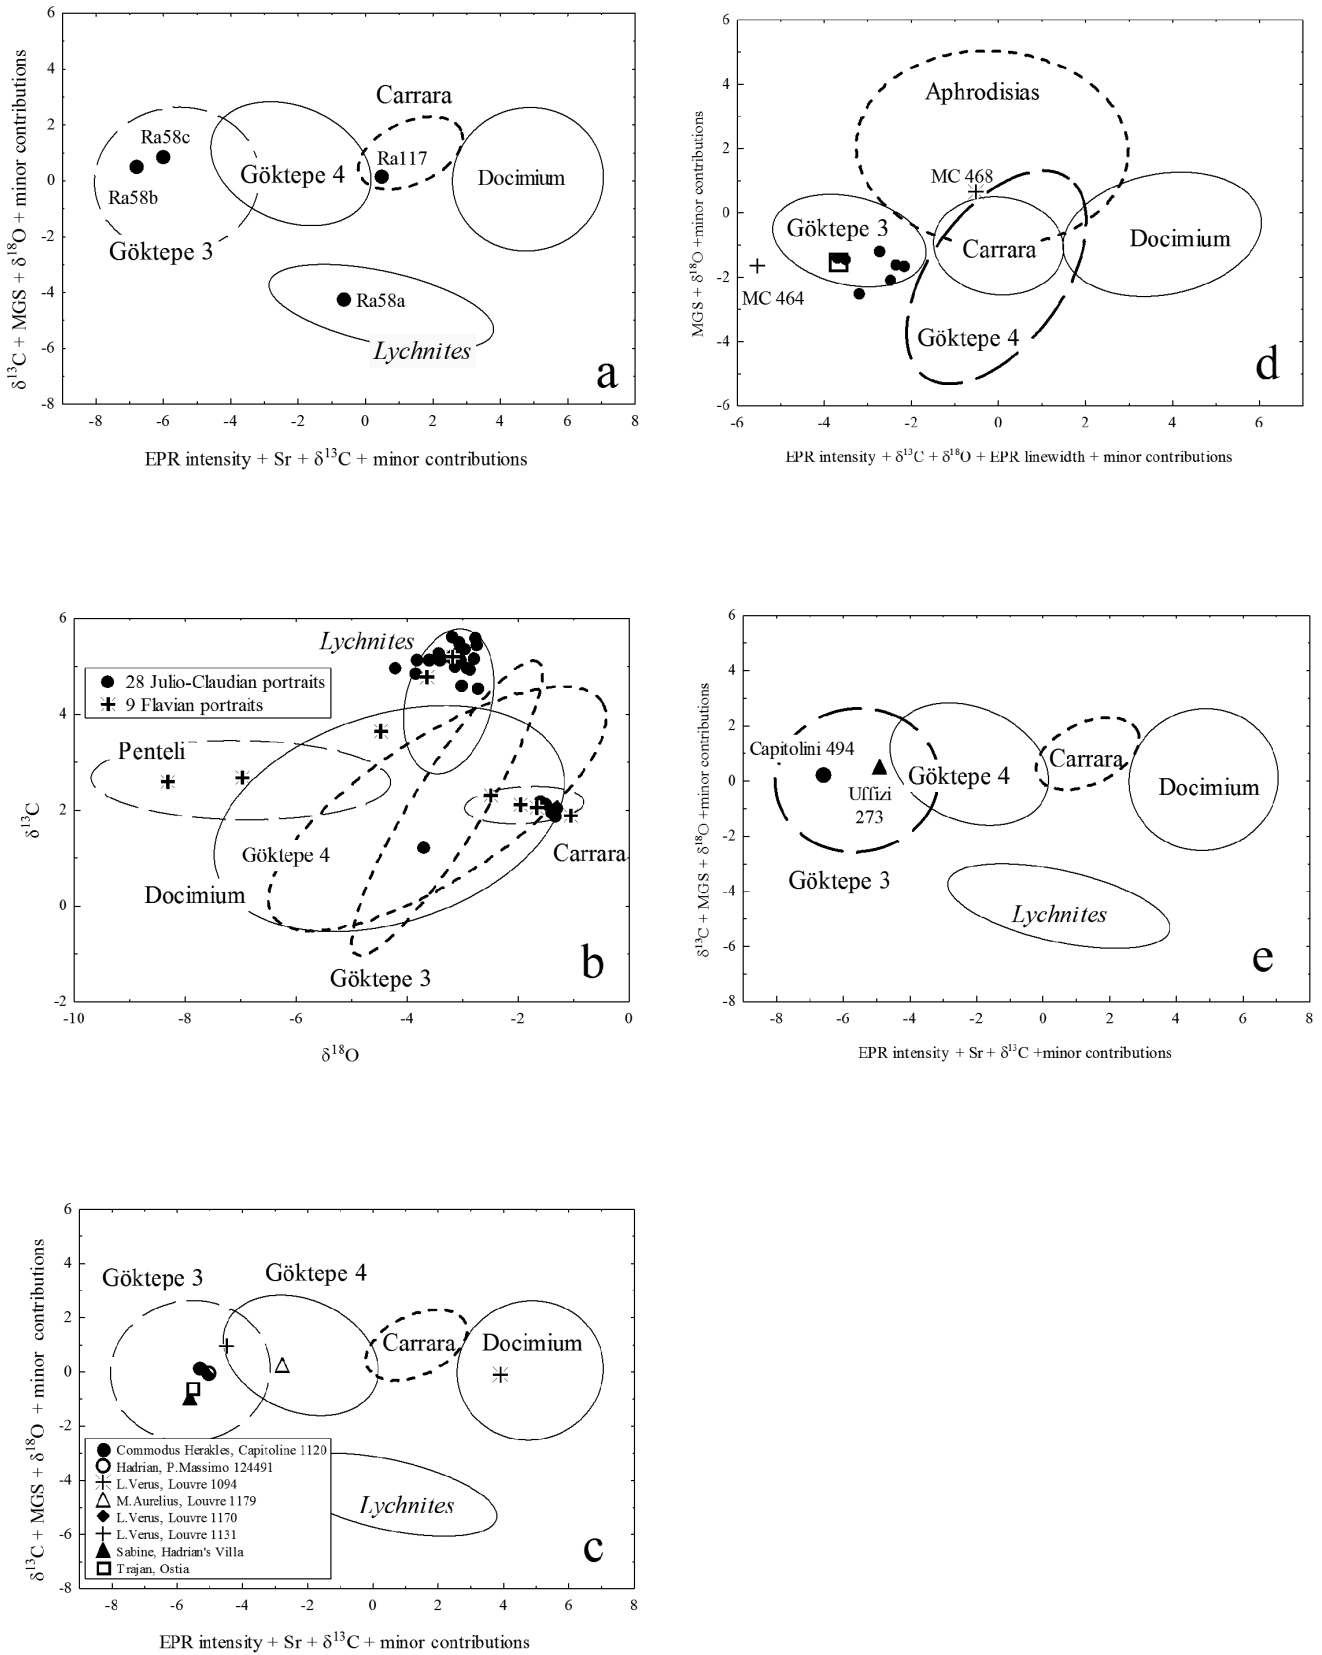 6
4
2
0
-2
-4
-6
-8
-8 -6 -4 -2 0 2 4 6 8
δ¹³C + MGS + δ¹⁸O + minor contributions
EPR intensity + Sr + δ¹³C + minor contributions
Carrara
Ra58c
Ra117
Göktepe 4
Docimium
Ra58b
Göktepe 3
Ra58a
Lychnites
a
6
4
2
0
-2
-4
-6
-6 -4 -2 0 2 4 6
MGS + δ¹⁸O +minor contributions
EPR intensity + δ¹³C + δ¹⁸O + EPR linewidth + minor contributions
Aphrodisias
MC 468
Göktepe 3
Carrara
Docimium
MC 464
Göktepe 4
d
6
4
2
0
-2
-10 -8 -6 -4 -2 0
δ¹³C
δ¹⁸O
Lychnites
28 Julio-Claudian portraits
9 Flavian portraits
Penteli
Göktepe 4
Carrara
Docimium
Göktepe 3
b
6
4
2
0
-2
-4
-6
-8
-8 -6 -4 -2 0 2 4 6 8
δ¹³C + MGS + δ¹⁸O +minor contributions
EPR intensity + Sr + δ¹³C +minor contributions
Capitolini 494
Carrara
Göktepe 4
Docimium
Uffizi
273
Göktepe 3
Lychnites
e
6
4
2
0
-2
-4
-6
-8
-8 -6 -4 -2 0 2 4 6 8
δ¹³C + MGS + δ¹⁸O + minor contributions
EPR intensity + Sr + δ¹³C + minor contributions
Göktepe 3
Göktepe 4
Carrara
Docimium
Commodus Herakles, Capitoline 1120
Hadrian, P.Massimo 124491
L.Verus, Louvre 1094
M.Aurelius, Louvre 1179
L.Verus, Louvre 1170
L.Verus, Louvre 1131
Sabine, Hadrian's Villa
Trajan, Ostia
Lychnites
c